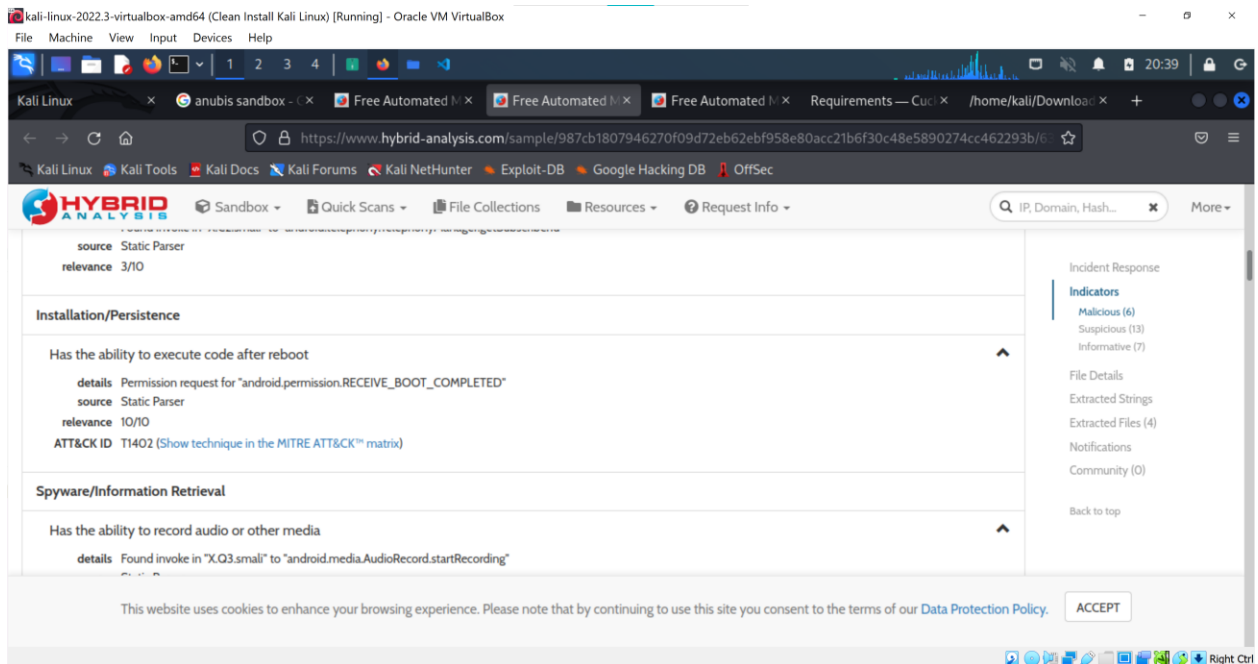 kali-linux-2022.3-virtualbox-amd64 (Clean Install Kali Linux) [Running] - Oracle VM VirtualBox
File Machine View Input Devices Help
1 2 3 4 20:39
Kali Linux anubis sandbox - Free Automated M Free Automated M Free Automated M Requirements — Cuc /home/kali/Download
https://www.hybrid-analysis.com/sample/987cb1807946270f09d72eb62ebf958e80acc21b6f30c48e5890274cc462293b/6
Kali Linux Kali Tools Kali Docs Kali Forums Kali NetHunter Exploit-DB Google Hacking DB OffSec
HYBRID ANALYSIS Sandbox Quick Scans File Collections Resources Request Info IP, Domain, Hash... More
source Static Parser
relevance 3/10
Installation/Persistence
Has the ability to execute code after reboot
details Permission request for "android.permission.RECEIVE_BOOT_COMPLETED"
source Static Parser
relevance 10/10
ATT&CK ID T1402 (Show technique in the MITRE ATT&CK™ matrix)
Spyware/Information Retrieval
Has the ability to record audio or other media
details Found invoke in "X.Q3.smali" to "android.media.AudioRecord.startRecording"
Incident Response
Indicators
Malicious (6)
Suspicious (13)
Informative (7)
File Details
Extracted Strings
Extracted Files (4)
Notifications
Community (0)
Back to top
This website uses cookies to enhance your browsing experience. Please note that by continuing to use this site you consent to the terms of our Data Protection Policy. ACCEPT
Right Ctrl